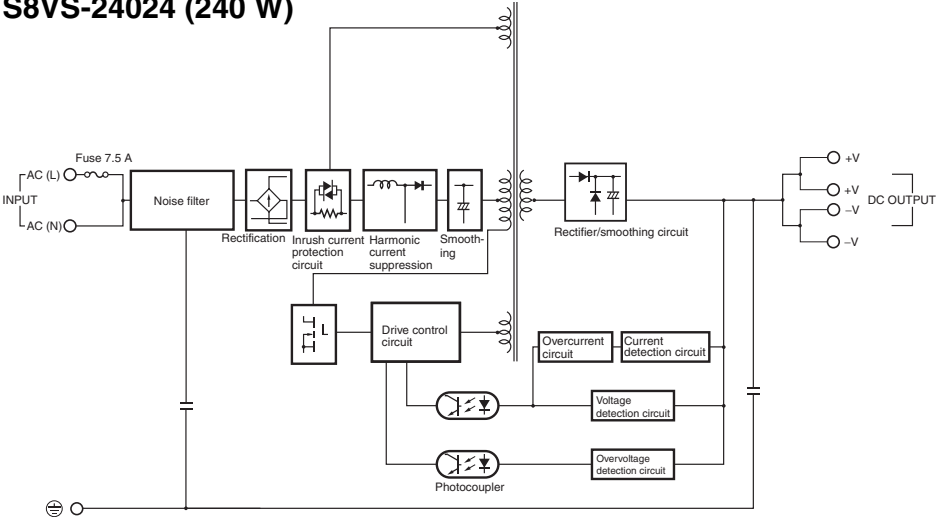 S8VS-24024 (240 W)
Fuse 7.5 A
AC (L)
INPUT
AC (N)
Noise filter
Rectification
Inrush current
protection
circuit
Harmonic
current
suppression
Smooth-
ing
Rectifier/smoothing circuit
+V
+V
DC OUTPUT
−V
−V
Drive control
circuit
Overcurrent
circuit
Current
detection circuit
Voltage
detection circuit
Overvoltage
detection circuit
Photocoupler